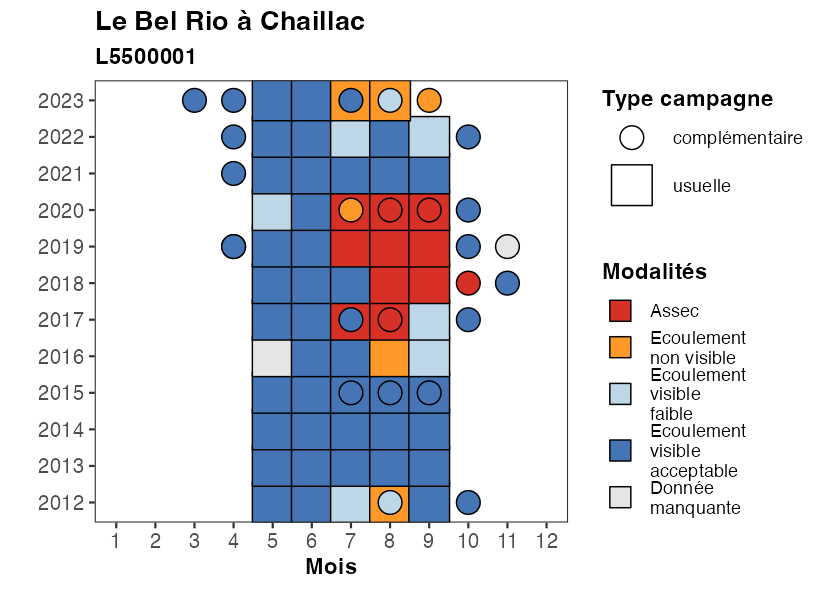 Le Bel Rio à Chaillac
L5500001
2023
2022
2021
2020
2019
2018
2017
2016
2015
2014
2013
2012
1 2 3 4 5 6 7 8 9 10 11 12
Mois
Type campagne
complémentaire
usuelle
Modalités
Assec
Ecoulement
non visible
Ecoulement
visible
faible
Ecoulement
visible
acceptable
Donnée
manquante